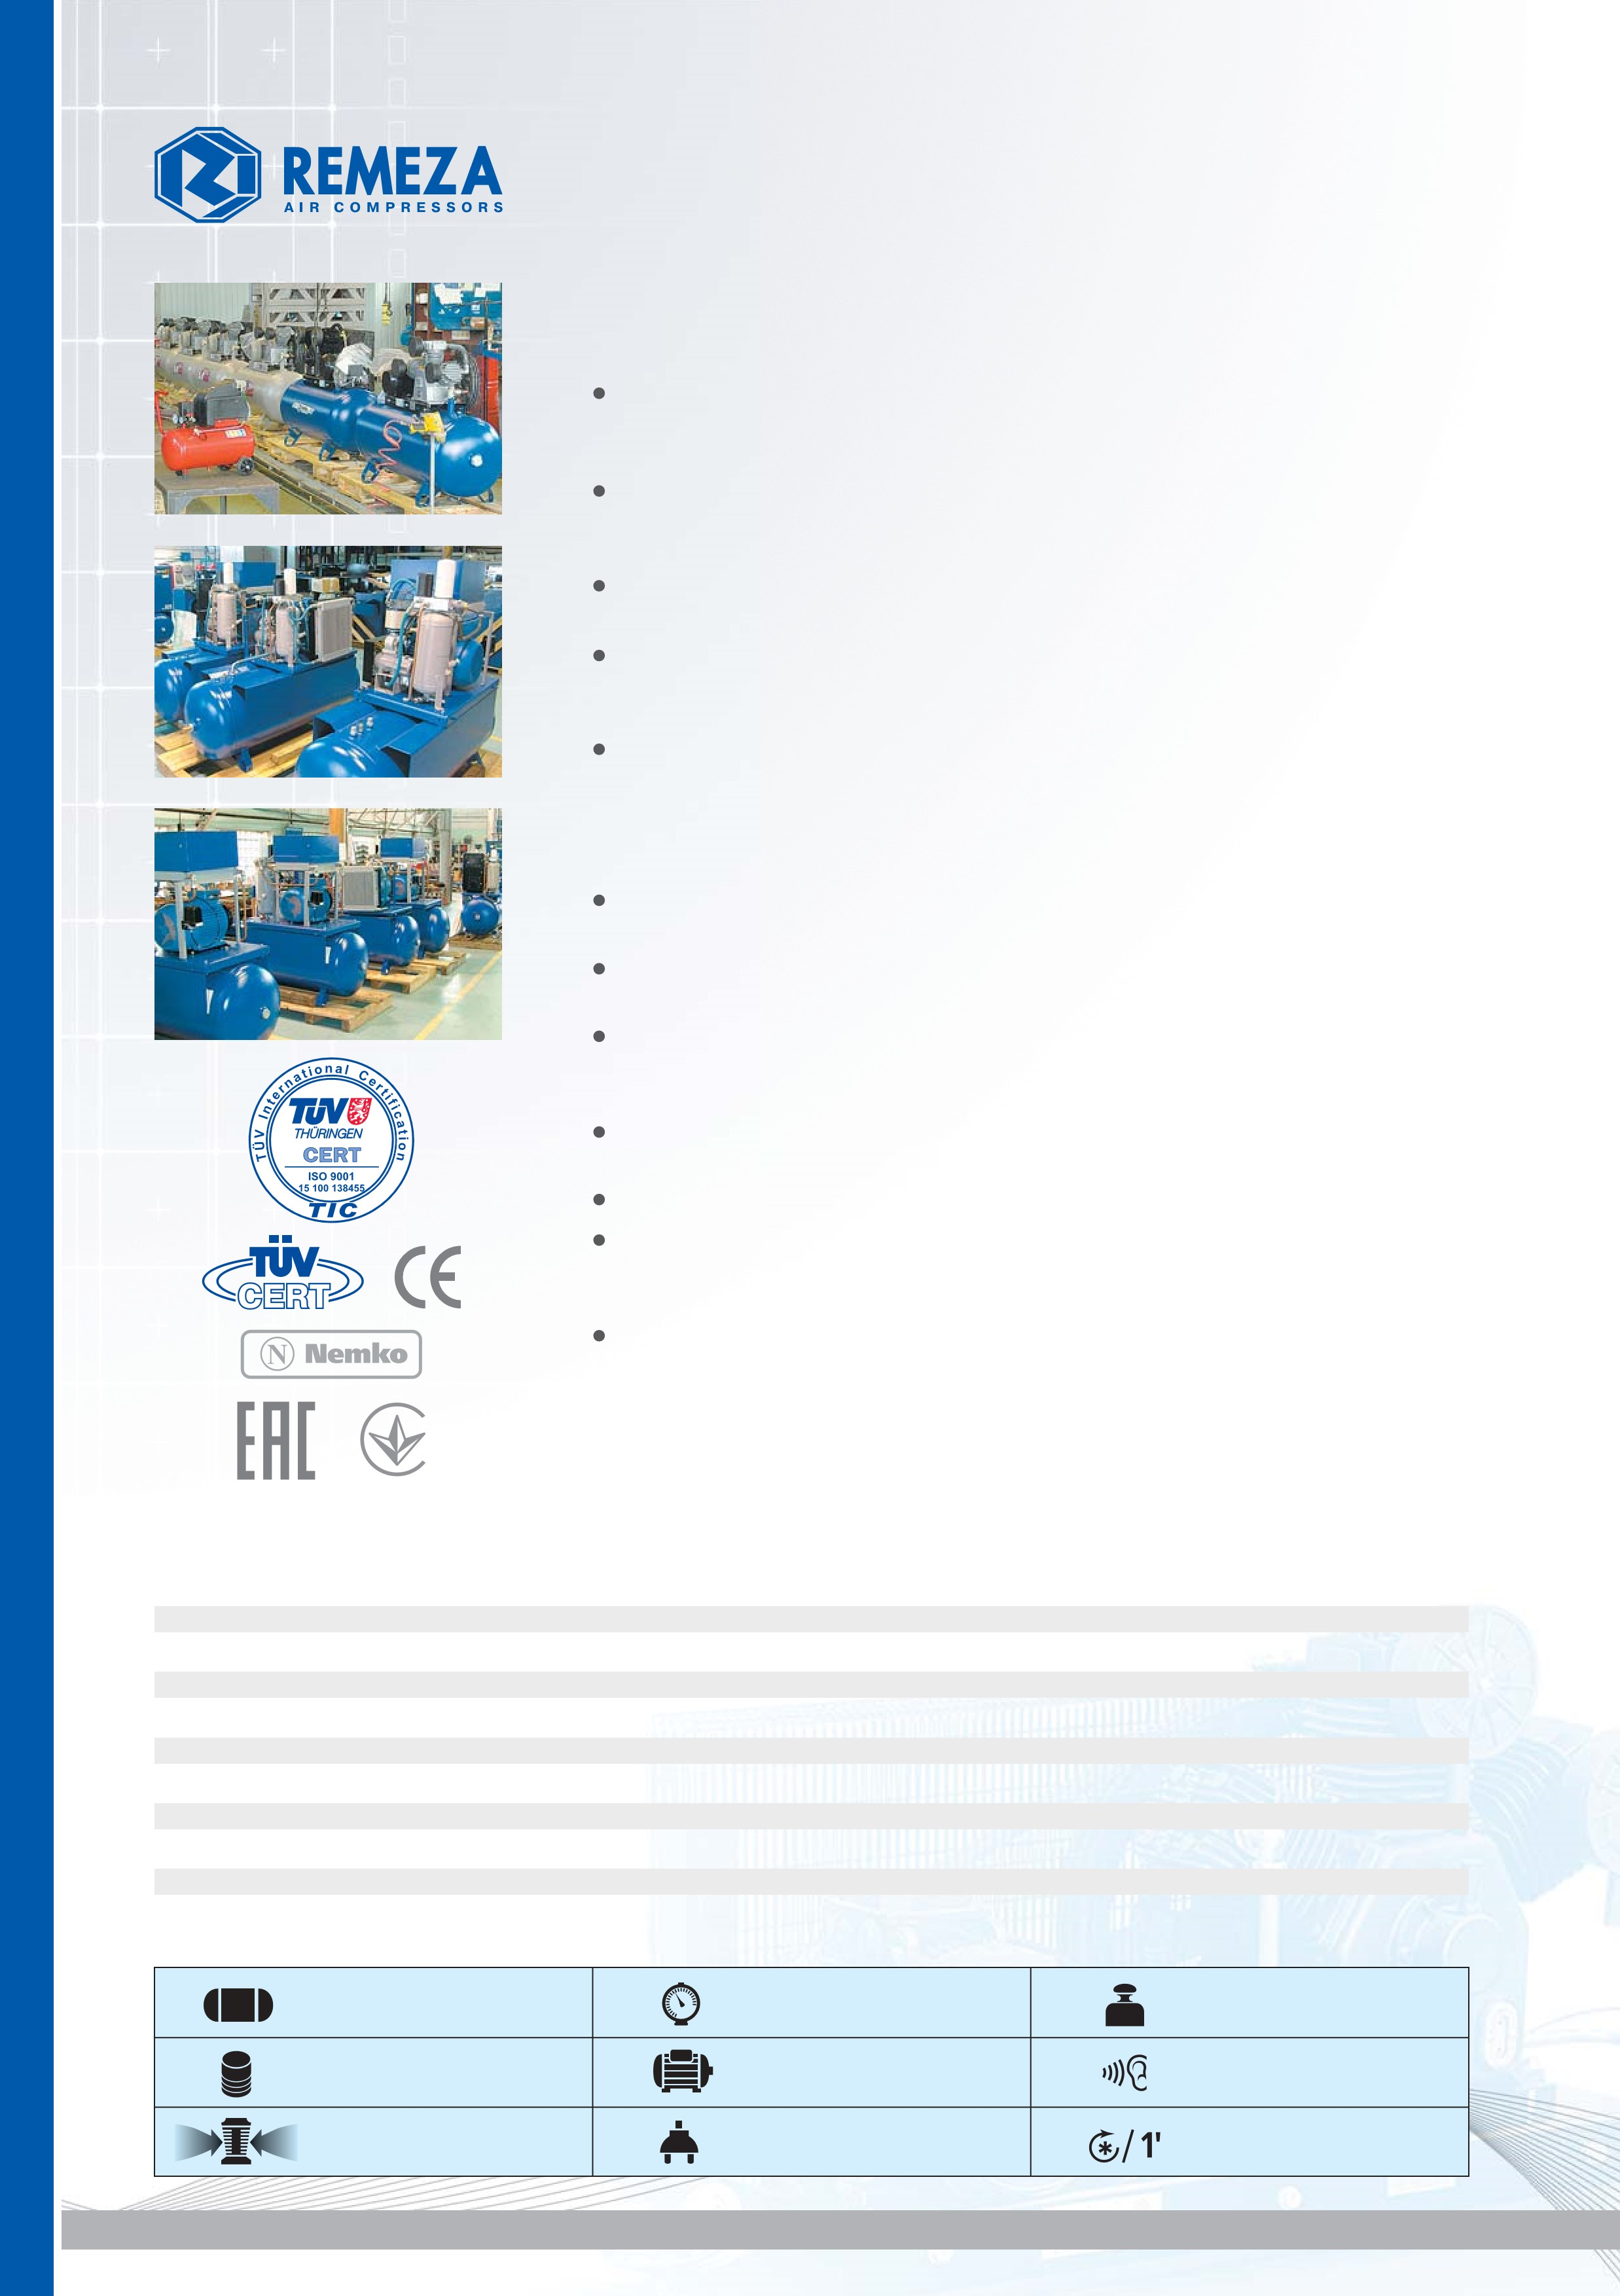 REMEZA
AIR COMPRESSORS
TÜV International Certification
TÜV
THÜRINGEN
CERT
ISO 9001
15 100 138455
TIC
TÜV
CERT
CE
N Nemko
EAC
/ 1'